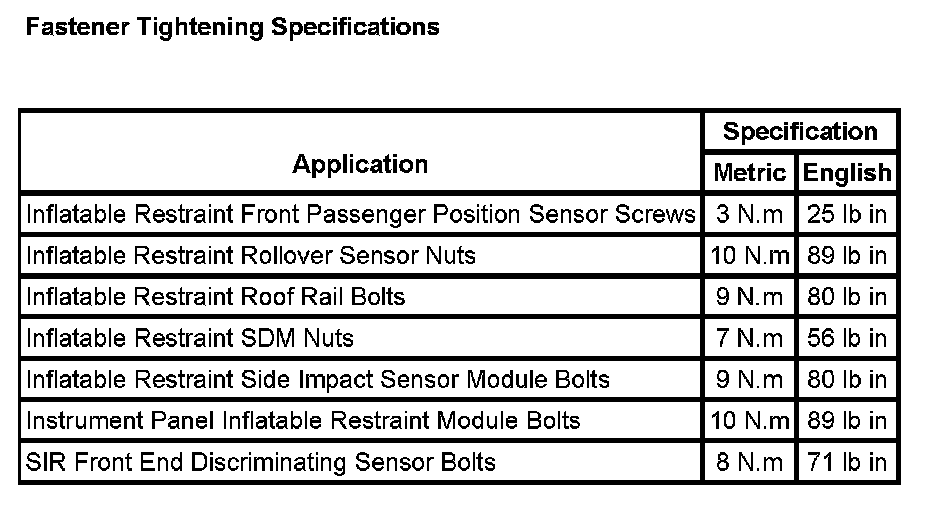 Fastener Tightening Specifications
Application
Specification
Metric English
Inflatable Restraint Front Passenger Position Sensor Screws 3 N.m 25 lb in
Inflatable Restraint Rollover Sensor Nuts 10 N.m 89 lb in
Inflatable Restraint Roof Rail Bolts 9 N.m 80 lb in
Inflatable Restraint SDM Nuts 7 N.m 56 lb in
Inflatable Restraint Side Impact Sensor Module Bolts 9 N.m 80 lb in
Instrument Panel Inflatable Restraint Module Bolts 10 N.m 89 lb in
SIR Front End Discriminating Sensor Bolts 8 N.m 71 lb in